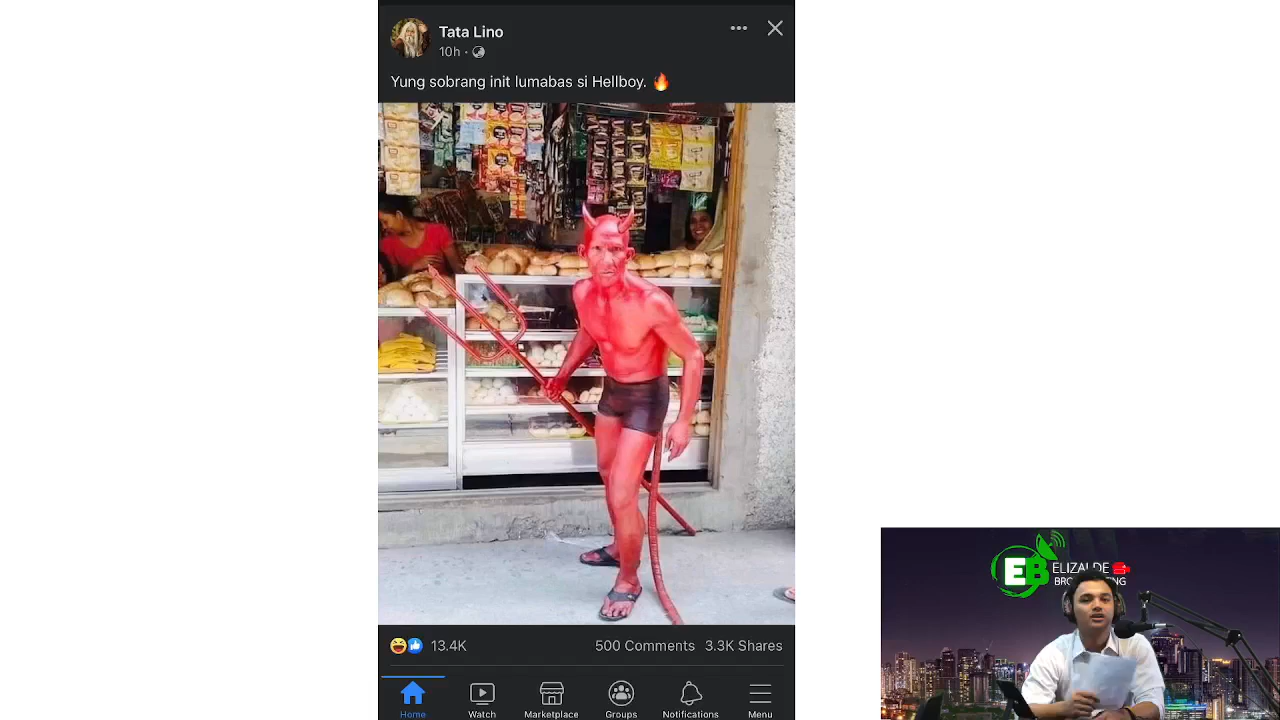 Tata Lino
10h
Yung sobrang init lumabas si Hellboy. 🔥
13.4K
500 Comments 3.3K Shares
Home
Watch
Marketplace
Groups
Notifications
Menu
EB
ELIZALDE